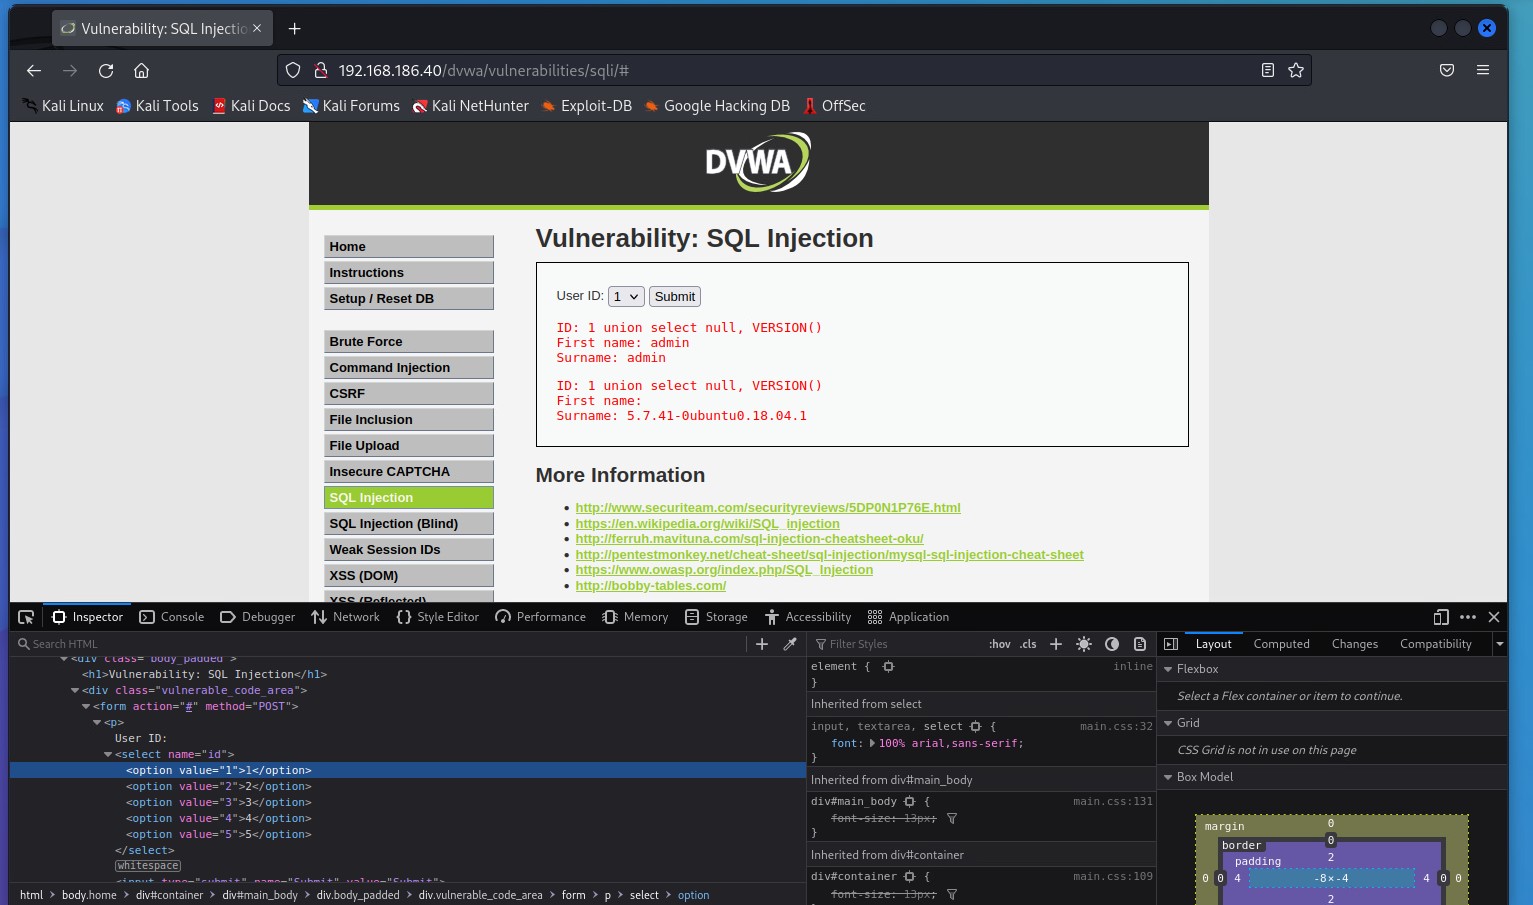 Vulnerability: SQL Injectio
192.168.186.40/dvwa/vulnerabilities/sqli/#
Kali Linux Kali Tools Kali Docs Kali Forums Kali NetHunter Exploit-DB Google Hacking DB OffSec
DVWA
Home
Instructions
Setup / Reset DB
Brute Force
Command Injection
CSRF
File Inclusion
File Upload
Insecure CAPTCHA
SQL Injection
SQL Injection (Blind)
Weak Session IDs
XSS (DOM)
XSS (Reflected)
Vulnerability: SQL Injection
User ID: 1 Submit
ID: 1 union select null, VERSION()
First name: admin
Surname: admin
ID: 1 union select null, VERSION()
First name:
Surname: 5.7.41-0ubuntu0.18.04.1
More Information
http://www.securiteam.com/securityreviews/5DP0N1P76E.html
https://en.wikipedia.org/wiki/SQL_injection
http://ferruh.mavituna.com/sql-injection-cheatsheet-oku/
http://pentestmonkey.net/cheat-sheet/sql-injection/mysql-sql-injection-cheat-sheet
https://www.owasp.org/index.php/SQL_Injection
http://bobby-tables.com/
Inspector Console Debugger Network Style Editor Performance Memory Storage Accessibility Application
Search HTML
<div class="body_padded">
<h1>Vulnerability: SQL Injection</h1>
<div class="vulnerable_code_area">
<form action="#" method="POST">
<p>
User ID:
<select name="id">
<option value="1">1</option>
<option value="2">2</option>
<option value="3">3</option>
<option value="4">4</option>
<option value="5">5</option>
</select>
whitespace
<input type="submit" name="Submit" value="Submit">
html body.home div#container div#main_body div.body_padded div.vulnerable_code_area form p select option
Filter Styles :hov .cls
element { inline
}
Inherited from select
input, textarea, select { main.css:32
font: 100% arial,sans-serif;
}
Inherited from div#main_body
div#main_body { main.css:131
font-size: 13px;
}
Inherited from div#container
div#container { main.css:109
font-size: 13px;
Layout Computed Changes Compatibility
Flexbox
Select a Flex container or item to continue.
Grid
CSS Grid is not in use on this page
Box Model
margin 0
border 0
padding 2
0 0 4 -8×-4 4 0 0
2